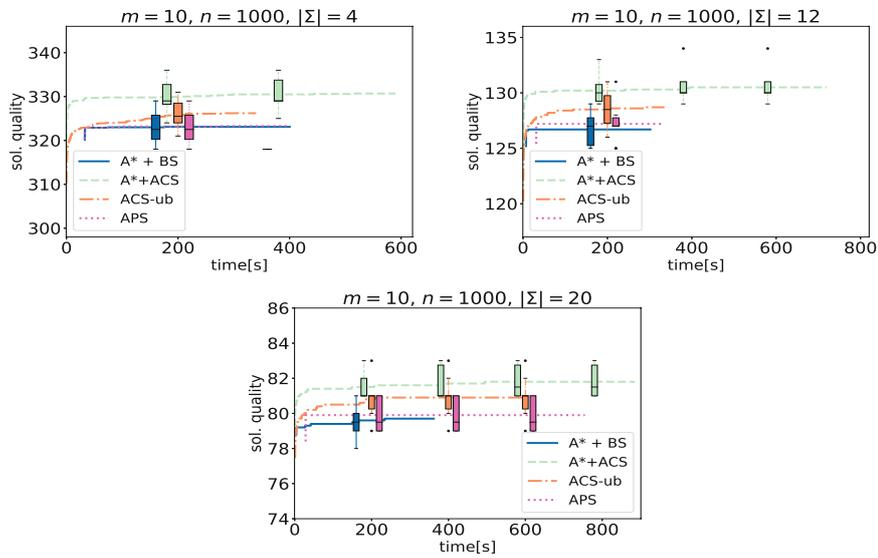 m = 10, n = 1000, |Σ| = 4
sol. quality
340
330
320
310
300
A* + BS
A*+ACS
ACS-ub
APS
0 200 400 600
time[s]
m = 10, n = 1000, |Σ| = 12
sol. quality
135
130
125
120
A* + BS
A*+ACS
ACS-ub
APS
0 200 400 600 800
time[s]
m = 10, n = 1000, |Σ| = 20
sol. quality
86
84
82
80
78
76
74
A* + BS
A*+ACS
ACS-ub
APS
0 200 400 600 800
time[s]